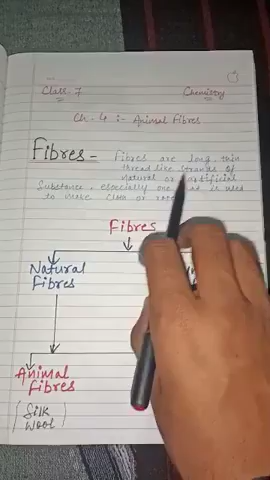 Class-7
Chemistry
Ch. 4 :- Animal Fibres
Fibres - Fibres are long, thin
thread like strands of
natural or artificial
Substance, especially one that is used
to make
Fibres
Natural
Fibres
Animal
Fibres
(Silk
Wool)